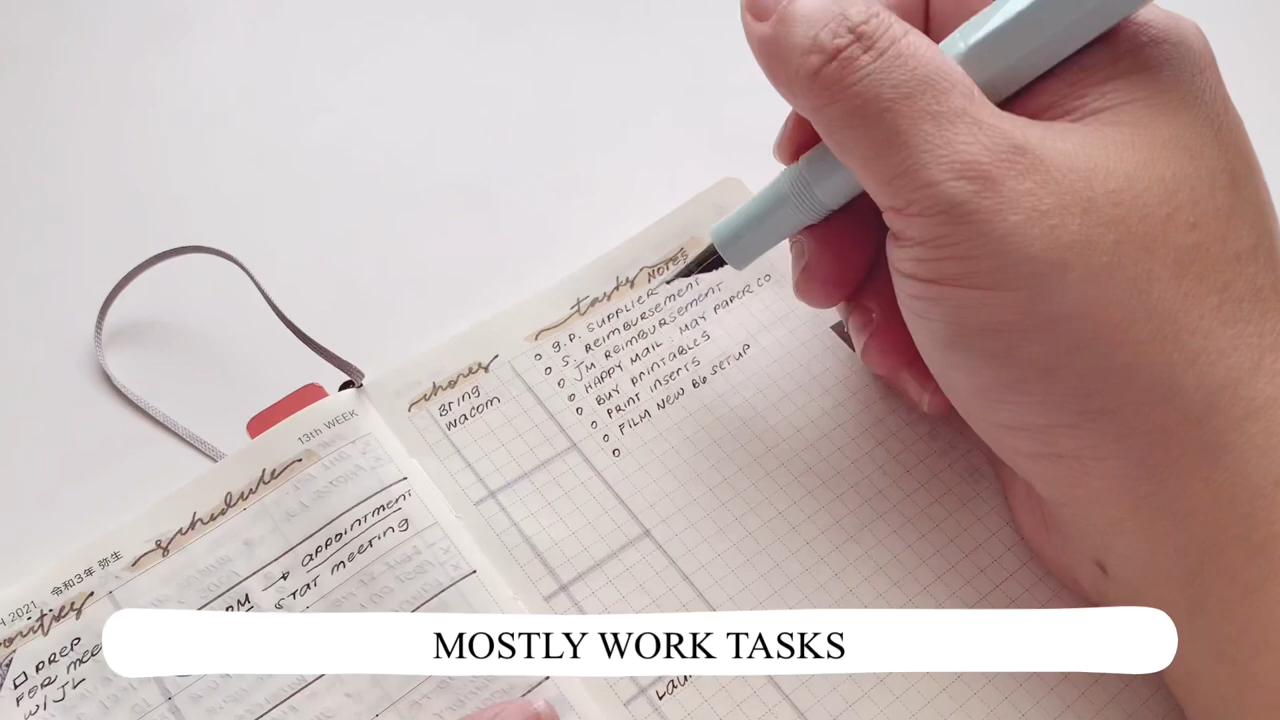 13th WEEK
schedule
令和3年 弥生
2021
PREP
FOR mee
W/JL
→ APPOINTMENT
STAT meeting
chores
Bring
wacom
tasks NOTES
g.P. SUPPLIER
S. REIMBURSEMENT
JM REIMBURSEMENT
HAPPY MAIL: MAY PAPER CO
BUY PRINTABLES
PRINT inserts
FILM NEW B6 SETUP
MOSTLY WORK TASKS